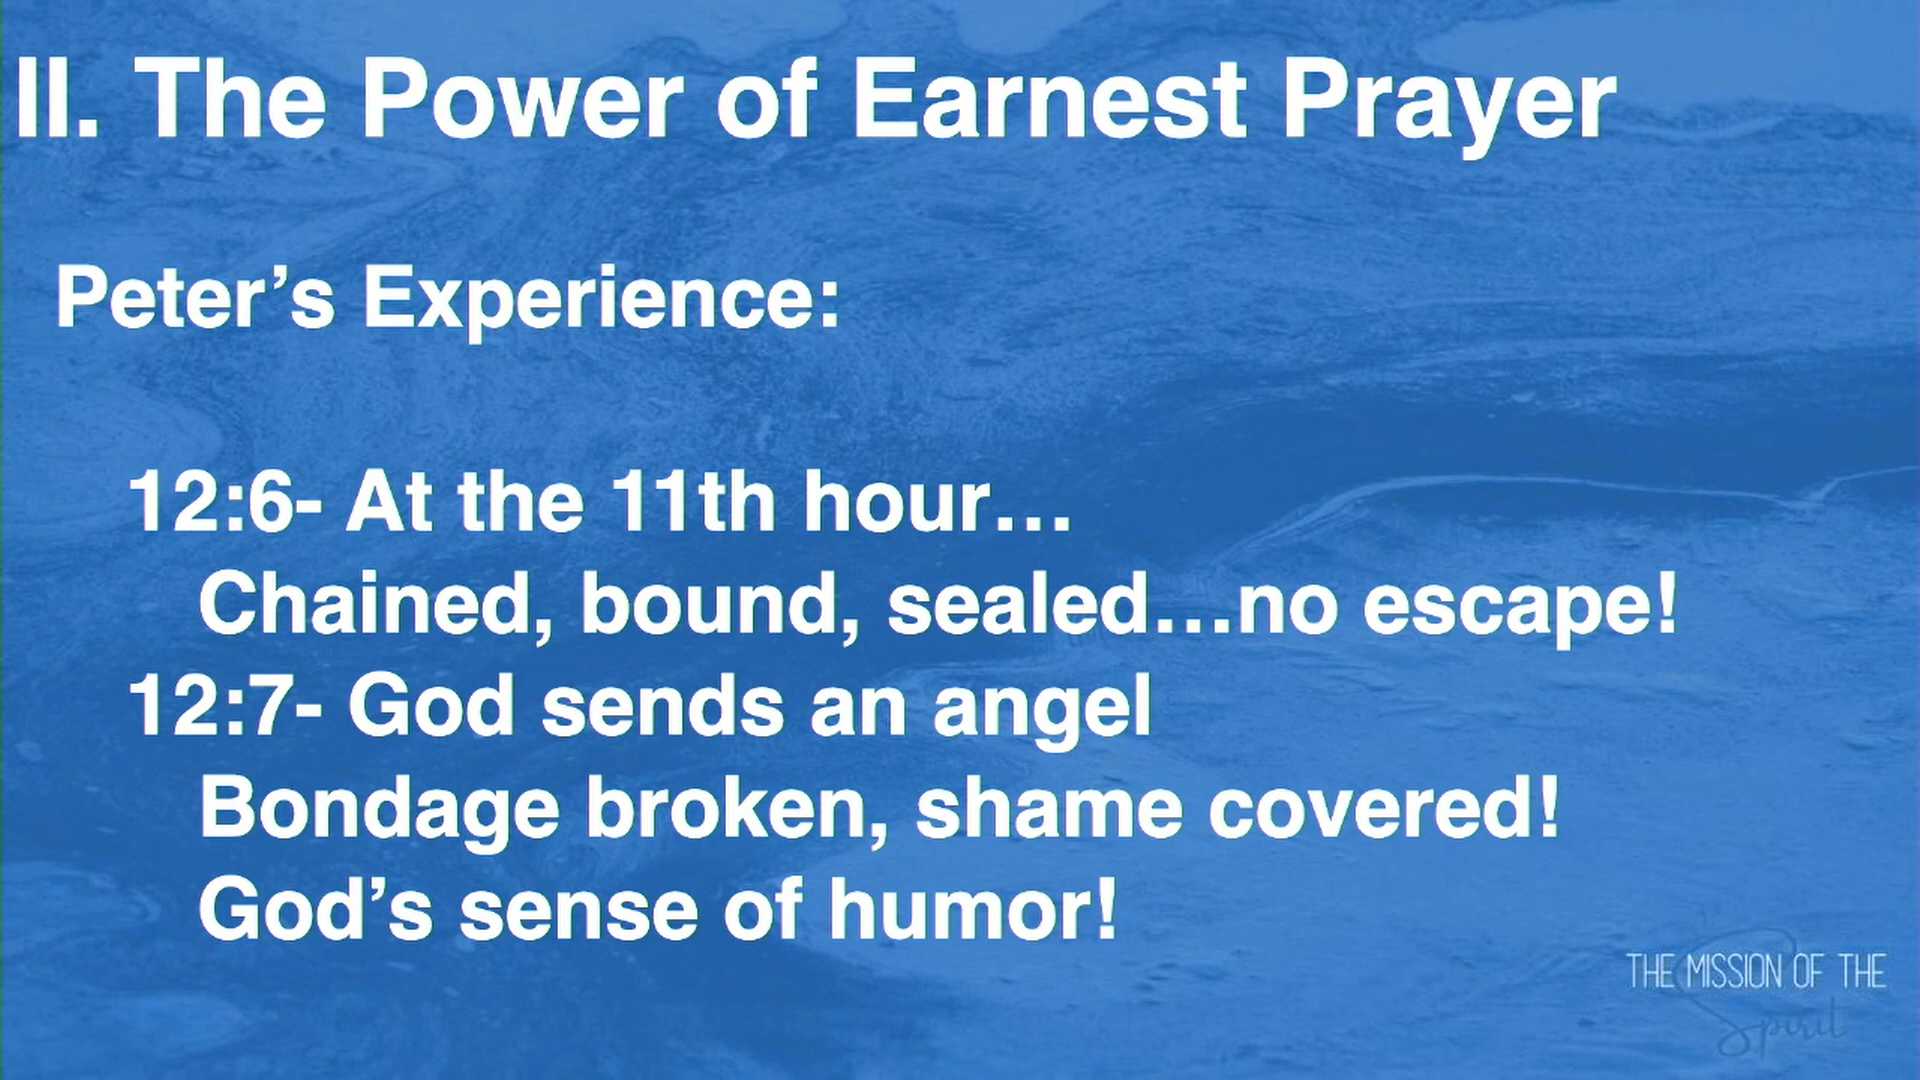 II. The Power of Earnest Prayer
Peter’s Experience:
12:6- At the 11th hour…
Chained, bound, sealed…no escape!
12:7- God sends an angel
Bondage broken, shame covered!
God’s sense of humor!
THE MISSION OF THE
Spirit